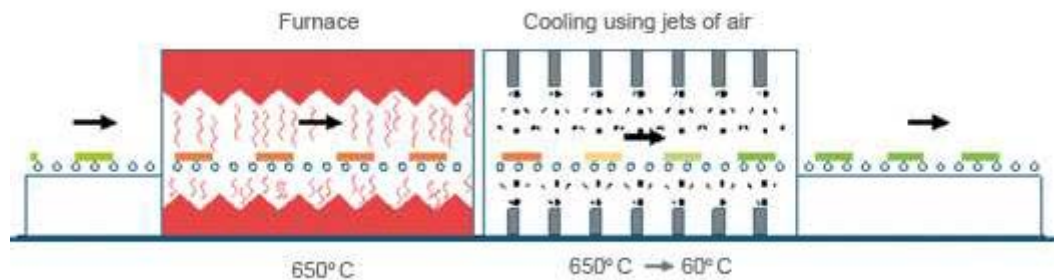 Furnace
Cooling using jets of air
650° C
650° C → 60° C